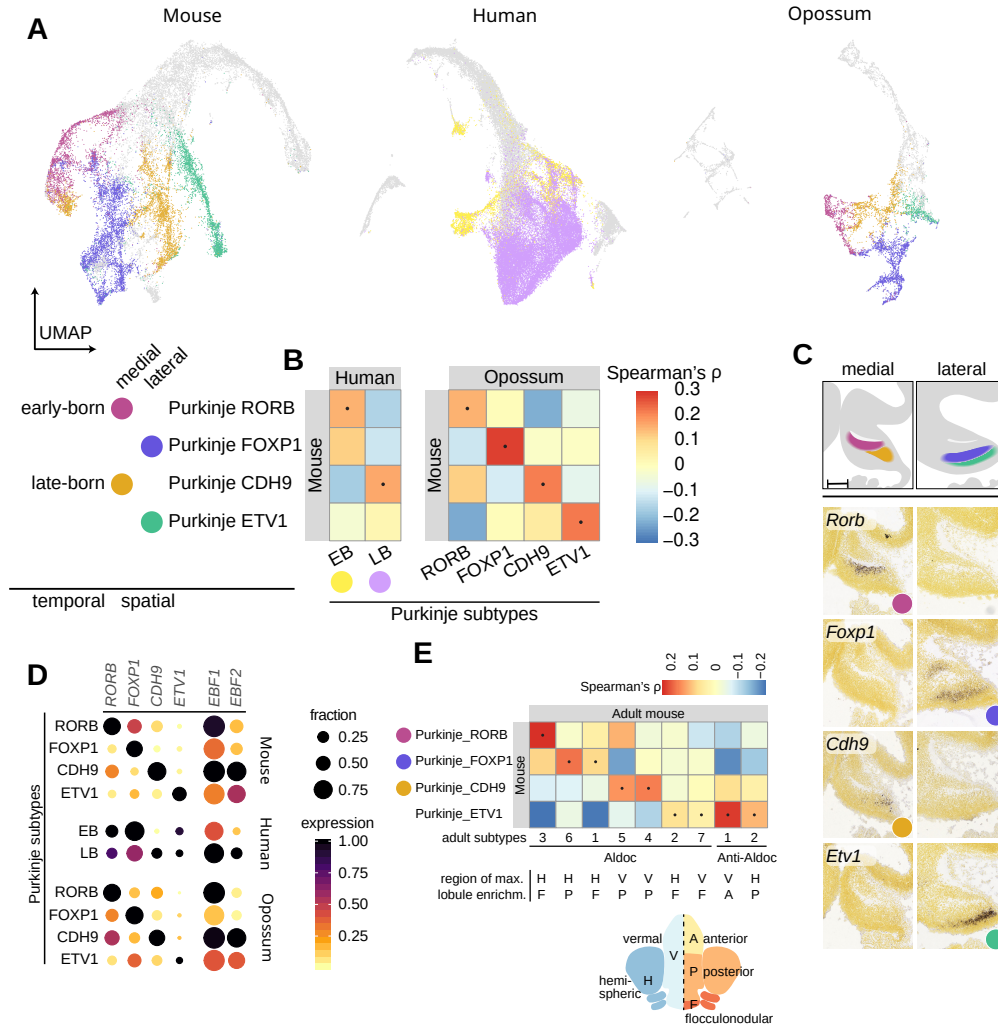 A
Mouse
Human
Opossum
UMAP
medial
lateral
early-born
Purkinje RORB
Purkinje FOXP1
late-born
Purkinje CDH9
Purkinje ETV1
temporal spatial
B
Human
Opossum
Spearman's ρ
Mouse
Mouse
0.3
0.2
0.1
0
−0.1
−0.2
−0.3
EB
LB
RORB
FOXP1
CDH9
ETV1
Purkinje subtypes
C
medial
lateral
Rorb
Foxp1
Cdh9
Etv1
D
RORB
FOXP1
CDH9
ETV1
EBF1
EBF2
Purkinje subtypes
RORB
FOXP1
CDH9
ETV1
Mouse
EB
LB
Human
RORB
FOXP1
CDH9
ETV1
Opossum
fraction
0.25
0.50
0.75
expression
1.00
0.75
0.50
0.25
E
0.2
0.1
0
−0.1
−0.2
Spearman's ρ
Adult mouse
Mouse
Purkinje_RORB
Purkinje_FOXP1
Purkinje_CDH9
Purkinje_ETV1
adult subtypes 3 6 1 5 4 2 7 1 2
Aldoc Anti-Aldoc
region of max. H H H V V H V V H
lobule enrichm. F P P P P F F A P
vermal
V
A
anterior
P
posterior
H
hemi-
spheric
F
flocculonodular